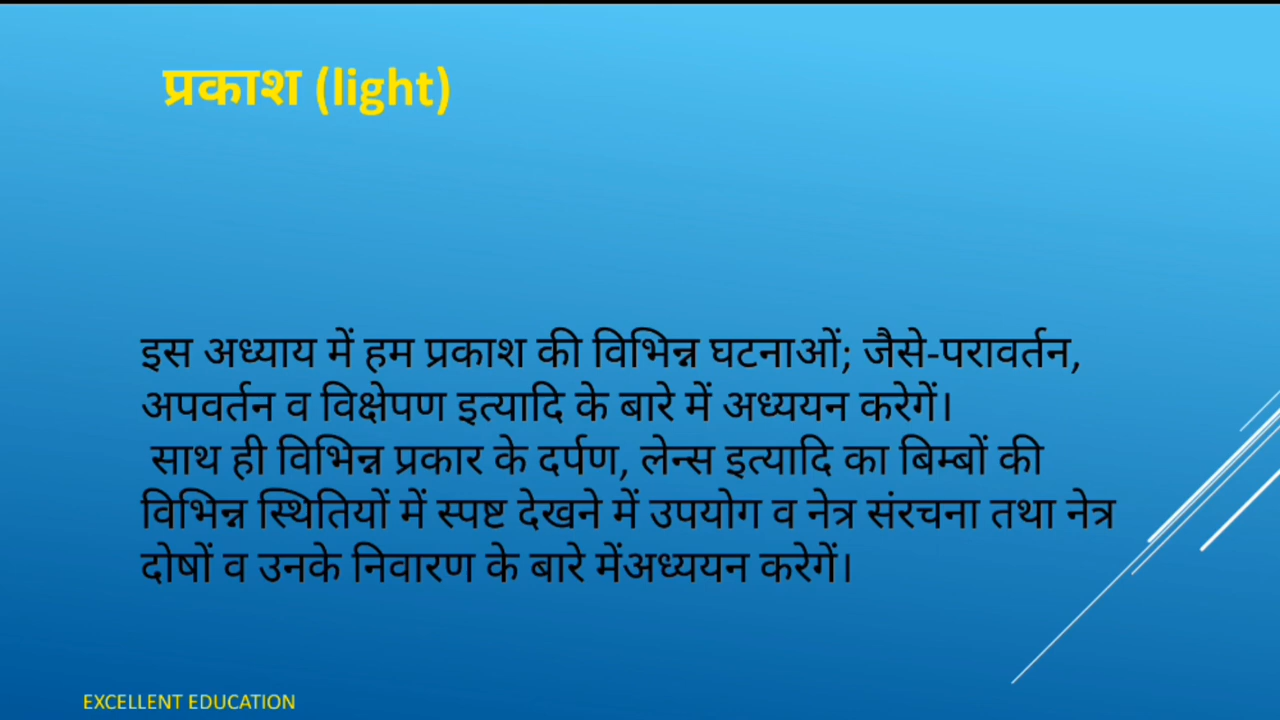 प्रकाश (light)
इस अध्याय में हम प्रकाश की विभिन्न घटनाओं; जैसे-परावर्तन,
अपवर्तन व विक्षेपण इत्यादि के बारे में अध्ययन करेगें।
साथ ही विभिन्न प्रकार के दर्पण, लेन्स इत्यादि का बिम्बों की
विभिन्न स्थितियों में स्पष्ट देखने में उपयोग व नेत्र संरचना तथा नेत्र
दोषों व उनके निवारण के बारे मेंअध्ययन करेगें।
EXCELLENT EDUCATION